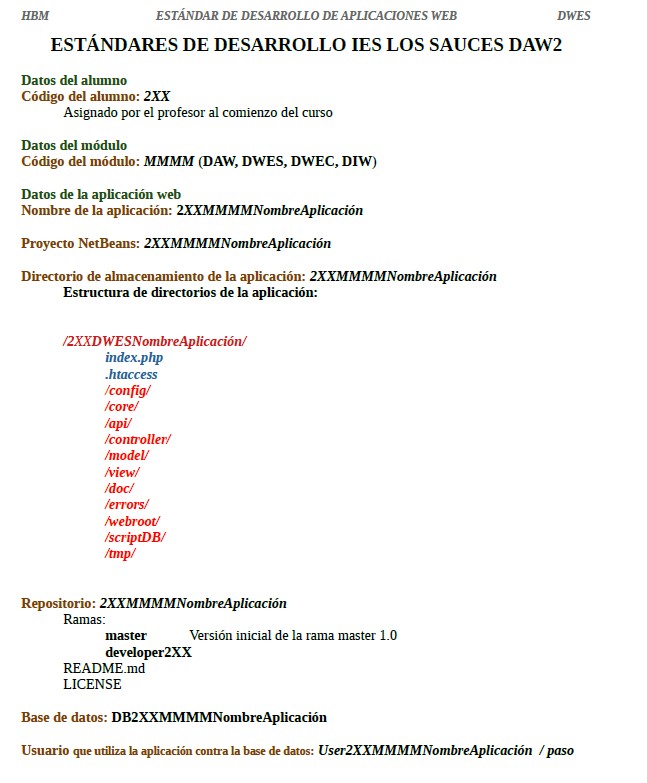 HBM ESTÁNDAR DE DESARROLLO DE APLICACIONES WEB DWES
ESTÁNDARES DE DESARROLLO IES LOS SAUCES DAW2
Datos del alumno
Código del alumno: 2XX
Asignado por el profesor al comienzo del curso
Datos del módulo
Código del módulo: MMMM (DAW, DWES, DWEC, DIW)
Datos de la aplicación web
Nombre de la aplicación: 2XXMMMMNombreAplicación
Proyecto NetBeans: 2XXMMMMNombreAplicación
Directorio de almacenamiento de la aplicación: 2XXMMMMNombreAplicación
Estructura de directorios de la aplicación:
/2XXDWESNombreAplicación/
index.php
.htaccess
/config/
/core/
/api/
/controller/
/model/
/view/
/doc/
/errors/
/webroot/
/scriptDB/
/tmp/
Repositorio: 2XXMMMMNombreAplicación
Ramas:
master Versión inicial de la rama master 1.0
developer2XX
README.md
LICENSE
Base de datos: DB2XXMMMMNombreAplicación
Usuario que utiliza la aplicación contra la base de datos: User2XXMMMMNombreAplicación / paso